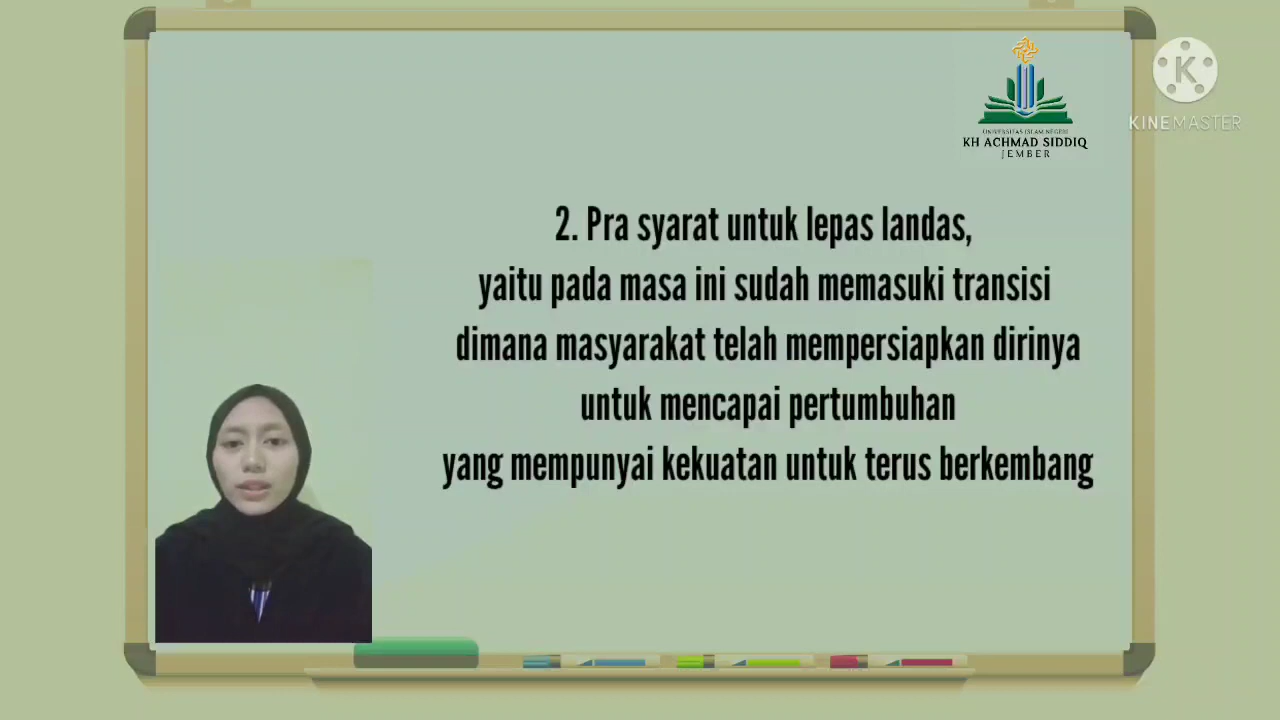 UNIVERSITAS ISLAM NEGERI
KH ACHMAD SIDDIQ
JEMBER
K
KINEMASTER
2. Pra syarat untuk lepas landas,
yaitu pada masa ini sudah memasuki transisi
dimana masyarakat telah mempersiapkan dirinya
untuk mencapai pertumbuhan
yang mempunyai kekuatan untuk terus berkembang